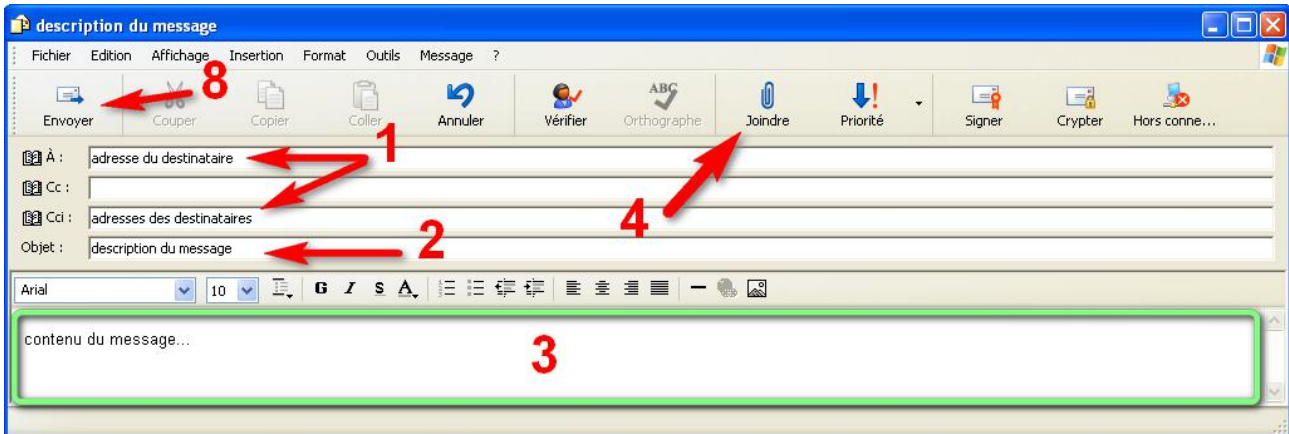 description du message
Fichier Edition Affichage Insertion Format Outils Message ?
8
Envoyer Couper Copier Coller Annuler Vérifier Orthographe Joindre Priorité Signer Crypter Hors conne...
ABC
1
À : adresse du destinataire
Cc :
4
Cci : adresses des destinataires
2
Objet : description du message
Arial 10 G I S A
contenu du message...
3